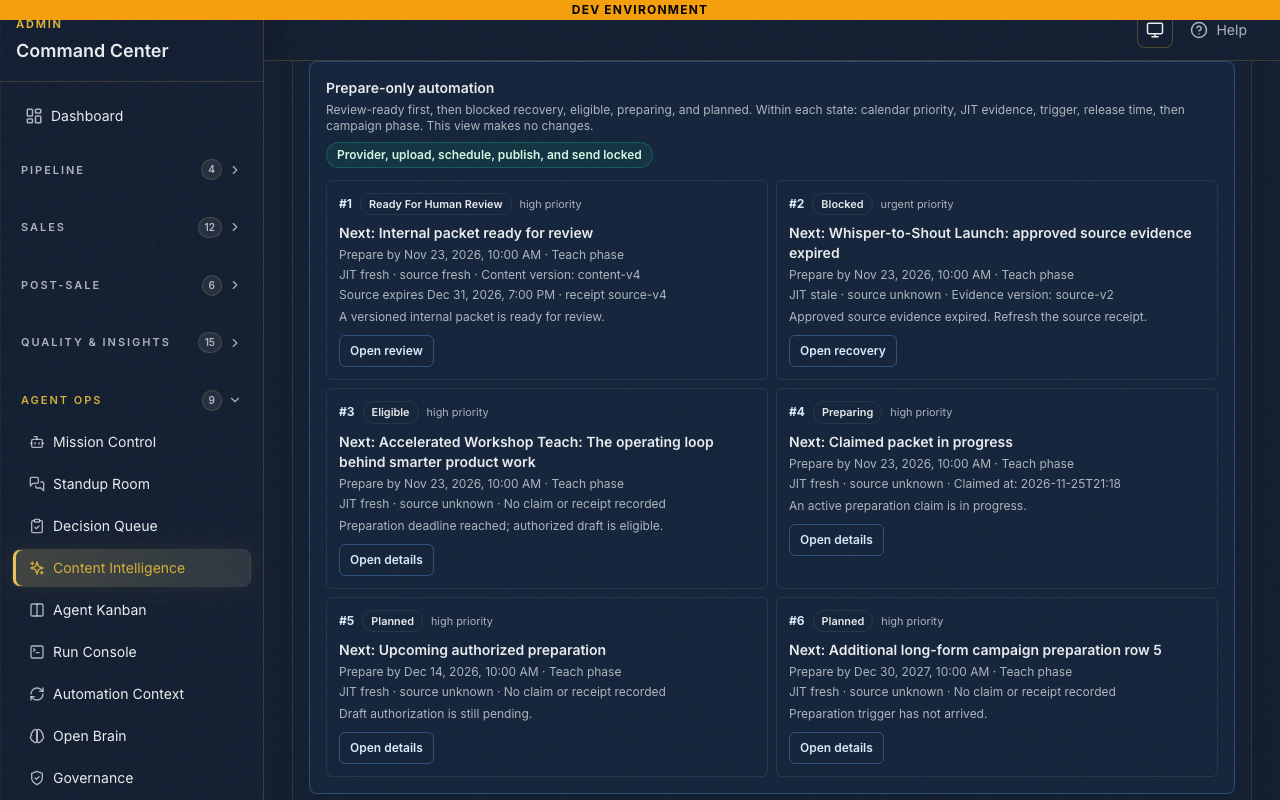 DEV ENVIRONMENT
ADMIN
Command Center
Help
Dashboard
PIPELINE 4
SALES 12
POST-SALE 6
QUALITY & INSIGHTS 15
AGENT OPS 9
Mission Control
Standup Room
Decision Queue
Content Intelligence
Agent Kanban
Run Console
Automation Context
Open Brain
Governance
Prepare-only automation
Review-ready first, then blocked recovery, eligible, preparing, and planned. Within each state: calendar priority, JIT evidence, trigger, release time, then
campaign phase. This view makes no changes.
Provider, upload, schedule, publish, and send locked
#1 Ready For Human Review high priority
Next: Internal packet ready for review
Prepare by Nov 23, 2026, 10:00 AM · Teach phase
JIT fresh · source fresh · Content version: content-v4
Source expires Dec 31, 2026, 7:00 PM · receipt source-v4
A versioned internal packet is ready for review.
Open review
#2 Blocked urgent priority
Next: Whisper-to-Shout Launch: approved source evidence
expired
Prepare by Nov 23, 2026, 10:00 AM · Teach phase
JIT stale · source unknown · Evidence version: source-v2
Approved source evidence expired. Refresh the source receipt.
Open recovery
#3 Eligible high priority
Next: Accelerated Workshop Teach: The operating loop
behind smarter product work
Prepare by Nov 23, 2026, 10:00 AM · Teach phase
JIT fresh · source unknown · No claim or receipt recorded
Preparation deadline reached; authorized draft is eligible.
Open details
#4 Preparing high priority
Next: Claimed packet in progress
Prepare by Nov 23, 2026, 10:00 AM · Teach phase
JIT fresh · source unknown · Claimed at: 2026-11-25T21:18
An active preparation claim is in progress.
Open details
#5 Planned high priority
Next: Upcoming authorized preparation
Prepare by Dec 14, 2026, 10:00 AM · Teach phase
JIT fresh · source unknown · No claim or receipt recorded
Draft authorization is still pending.
Open details
#6 Planned high priority
Next: Additional long-form campaign preparation row 5
Prepare by Dec 30, 2027, 10:00 AM · Teach phase
JIT fresh · source unknown · No claim or receipt recorded
Preparation trigger has not arrived.
Open details